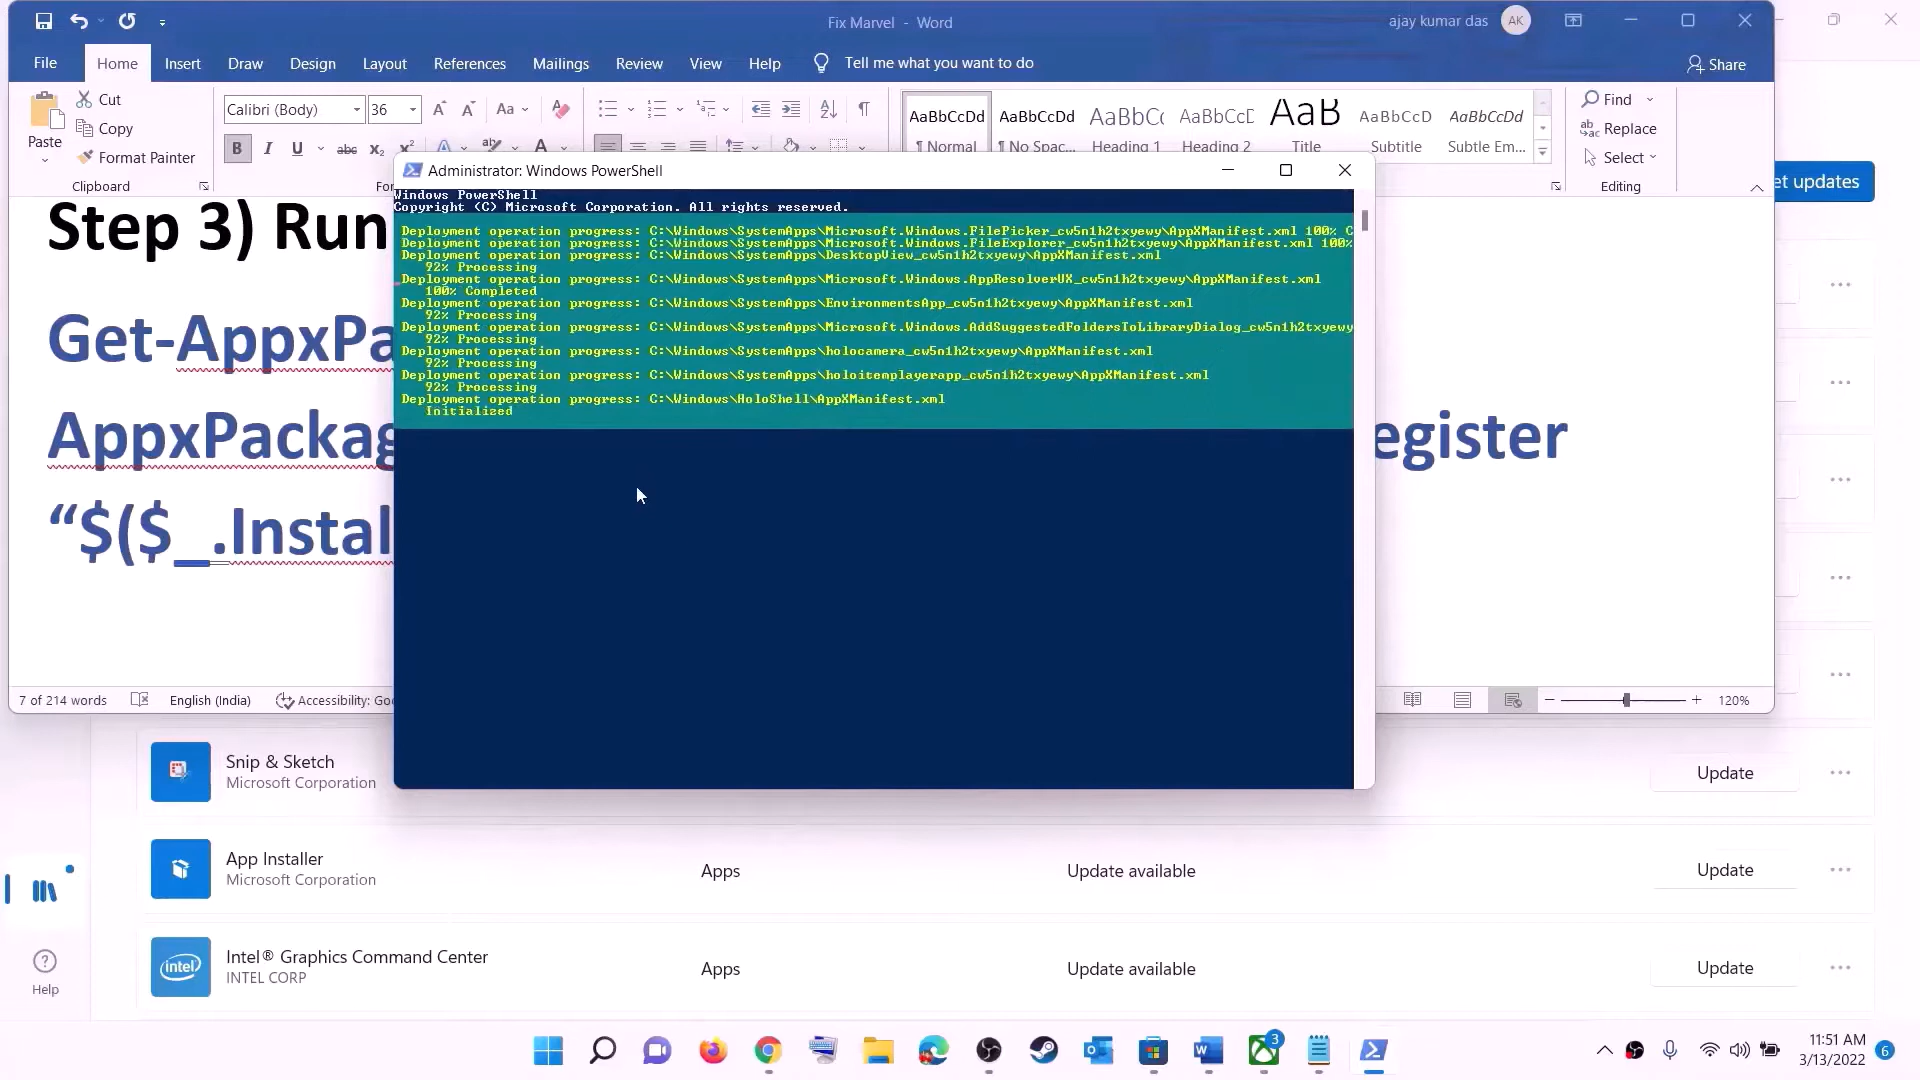 Fix Marvel - Word
ajay kumar das
AK
File
Home
Insert
Draw
Design
Layout
References
Mailings
Review
View
Help
Tell me what you want to do
Share
Paste
Cut
Copy
Format Painter
Clipboard
Calibri (Body)
36
Aa
B
I
U
abc
AaBbCcDd
¶ Normal
AaBbCcDd
¶ No Spac...
AaBbCc
Heading 1
AaBbCcD
Heading 2
AaB
Title
AaBbCcD
Subtitle
AaBbCcDd
Subtle Em...
Find
Replace
Select
Editing
et updates
Step 3) Run
Get-AppxPa
AppxPackag
egister
“$($_.Instal
Administrator: Windows PowerShell
Windows PowerShell
Copyright (C) Microsoft Corporation. All rights reserved.
Deployment operation progress: C:\Windows\SystemApps\Microsoft.Windows.FilePicker_cw5n1h2txyewy\AppXManifest.xml 100% C
Deployment operation progress: C:\Windows\SystemApps\Microsoft.Windows.FileExplorer_cw5n1h2txyewy\AppXManifest.xml 100%
Deployment operation progress: C:\Windows\SystemApps\DesktopView_cw5n1h2txyewy\AppXManifest.xml
92% Processing
Deployment operation progress: C:\Windows\SystemApps\Microsoft.Windows.AppResolverUX_cw5n1h2txyewy\AppXManifest.xml
100% Completed
Deployment operation progress: C:\Windows\SystemApps\EnvironmentsApp_cw5n1h2txyewy\AppXManifest.xml
92% Processing
Deployment operation progress: C:\Windows\SystemApps\Microsoft.Windows.AddSuggestedFoldersToLibraryDialog_cw5n1h2txyewy
92% Processing
Deployment operation progress: C:\Windows\SystemApps\holocamera_cw5n1h2txyewy\AppXManifest.xml
92% Processing
Deployment operation progress: C:\Windows\SystemApps\holoitemplayerapp_cw5n1h2txyewy\AppXManifest.xml
92% Processing
Deployment operation progress: C:\Windows\HoloShell\AppXManifest.xml
Initialized
7 of 214 words
English (India)
Accessibility: Goo
120%
Snip & Sketch
Microsoft Corporation
Update
App Installer
Microsoft Corporation
Apps
Update available
Update
Intel® Graphics Command Center
INTEL CORP
Apps
Update available
Update
intel
Help
3
11:51 AM
3/13/2022
6